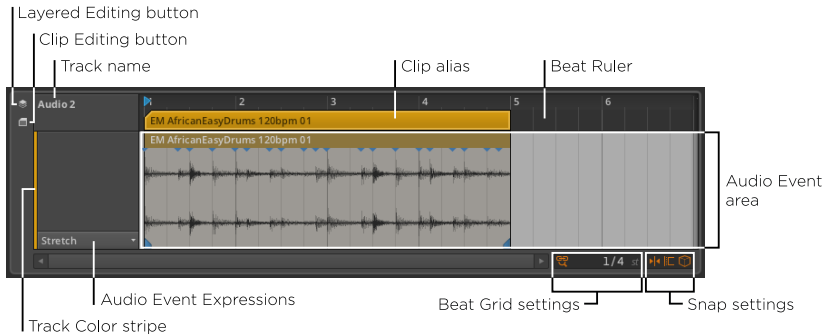 Layered Editing button
Clip Editing button
Track name
Clip alias
Beat Ruler
Audio 2
1 2 3 4 5 6
EM AfricanEasyDrums 120bpm 01
EM AfricanEasyDrums 120bpm 01
Audio Event
area
Stretch
1/4 st
Audio Event Expressions
Beat Grid settings
Snap settings
Track Color stripe